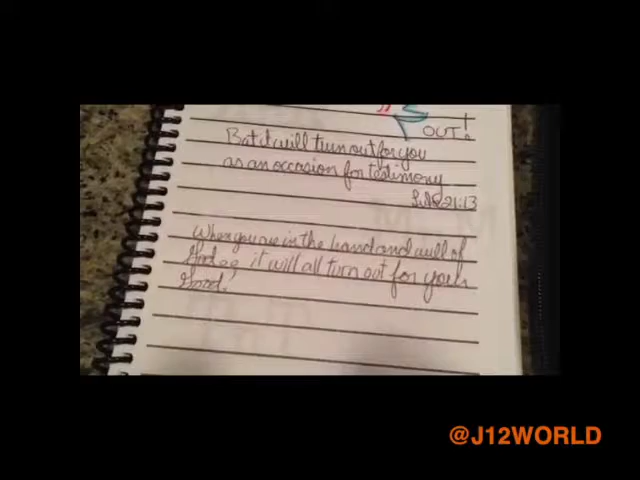 OUT!
But it will turn out for you
as an occasion for testimony
Luke 21:13
When you are in the hand and will of
God, it will all turn out for your
Good.
@J12WORLD